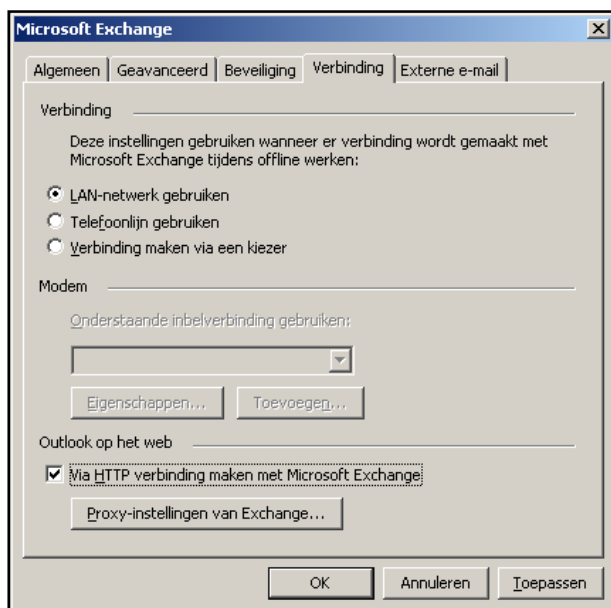 Microsoft Exchange
Algemeen Geavanceerd Beveiliging Verbinding Externe e-mail
Verbinding
Deze instellingen gebruiken wanneer er verbinding wordt gemaakt met
Microsoft Exchange tijdens offline werken:
LAN-netwerk gebruiken
Telefoonlijn gebruiken
Verbinding maken via een kiezer
Modem
Onderstaande inbelverbinding gebruiken:
Eigenschappen... Toevoegen...
Outlook op het web
Via HTTP verbinding maken met Microsoft Exchange
Proxy-instellingen van Exchange...
OK Annuleren Toepassen